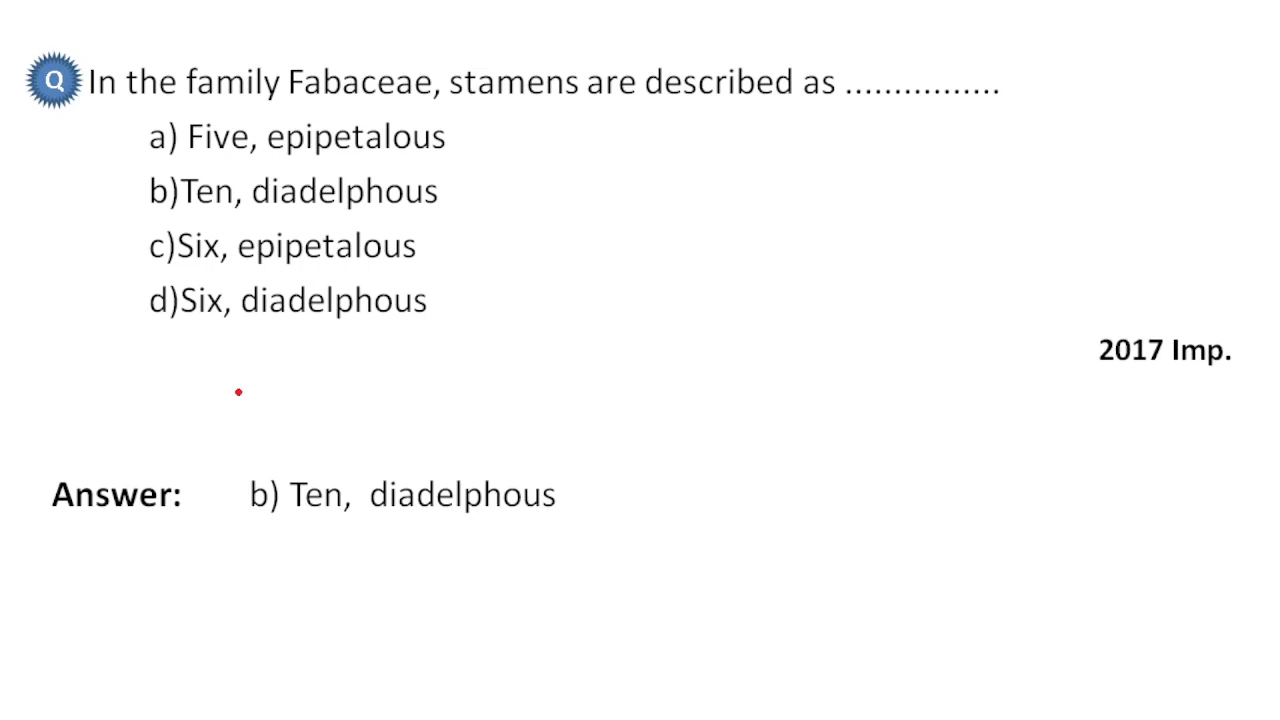 Q In the family Fabaceae, stamens are described as ................
a) Five, epipetalous
b)Ten, diadelphous
c)Six, epipetalous
d)Six, diadelphous
2017 Imp.
Answer: b) Ten, diadelphous